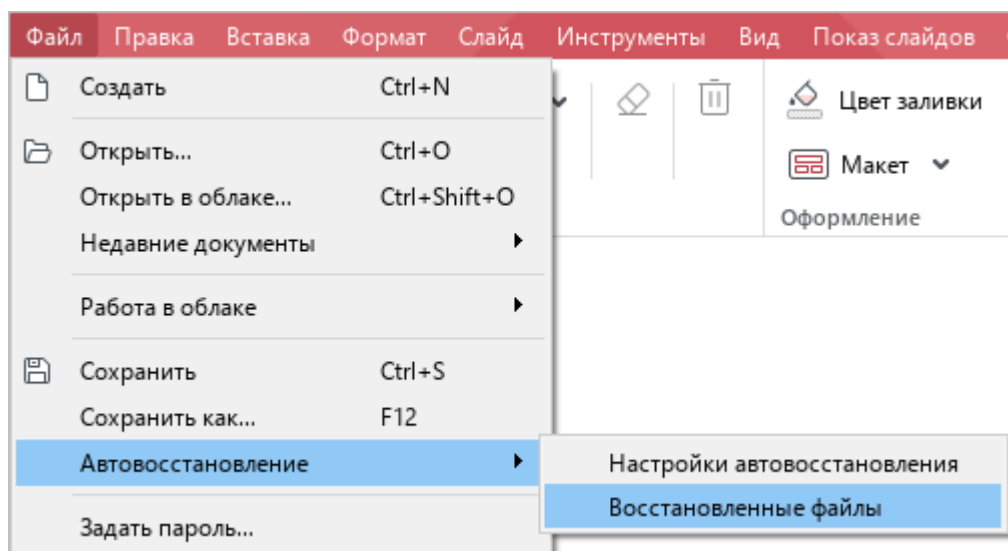 Файл Правка Вставка Формат Слайд Инструменты Вид Показ слайдов
Создать Ctrl+N
Открыть... Ctrl+O
Открыть в облаке... Ctrl+Shift+O
Недавние документы
Работа в облаке
Сохранить Ctrl+S
Сохранить как... F12
Автовосстановление
Задать пароль...
Цвет заливки
Макет
Оформление
Настройки автовосстановления
Восстановленные файлы